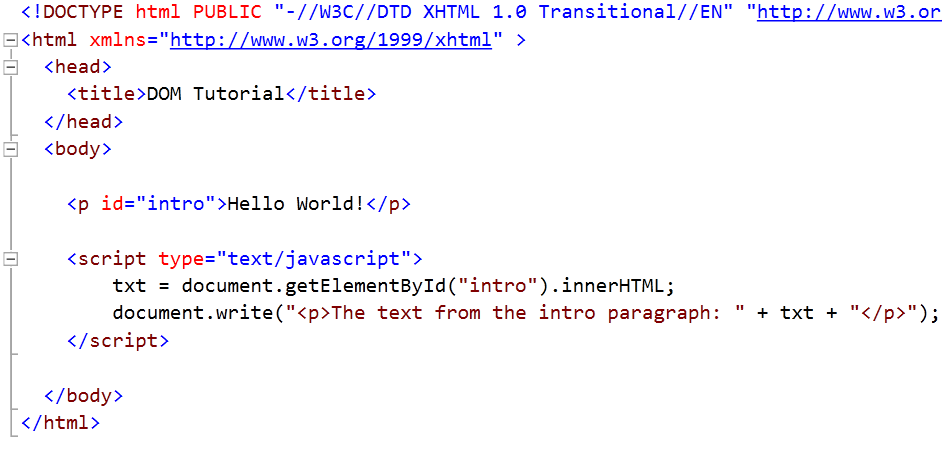 <!DOCTYPE html PUBLIC "-//W3C//DTD XHTML 1.0 Transitional//EN" "http://www.w3.or
<html xmlns="http://www.w3.org/1999/xhtml" >
<head>
<title>DOM Tutorial</title>
</head>
<body>
<p id="intro">Hello World!</p>
<script type="text/javascript">
txt = document.getElementById("intro").innerHTML;
document.write("<p>The text from the intro paragraph: " + txt + "</p>");
</script>
</body>
</html>